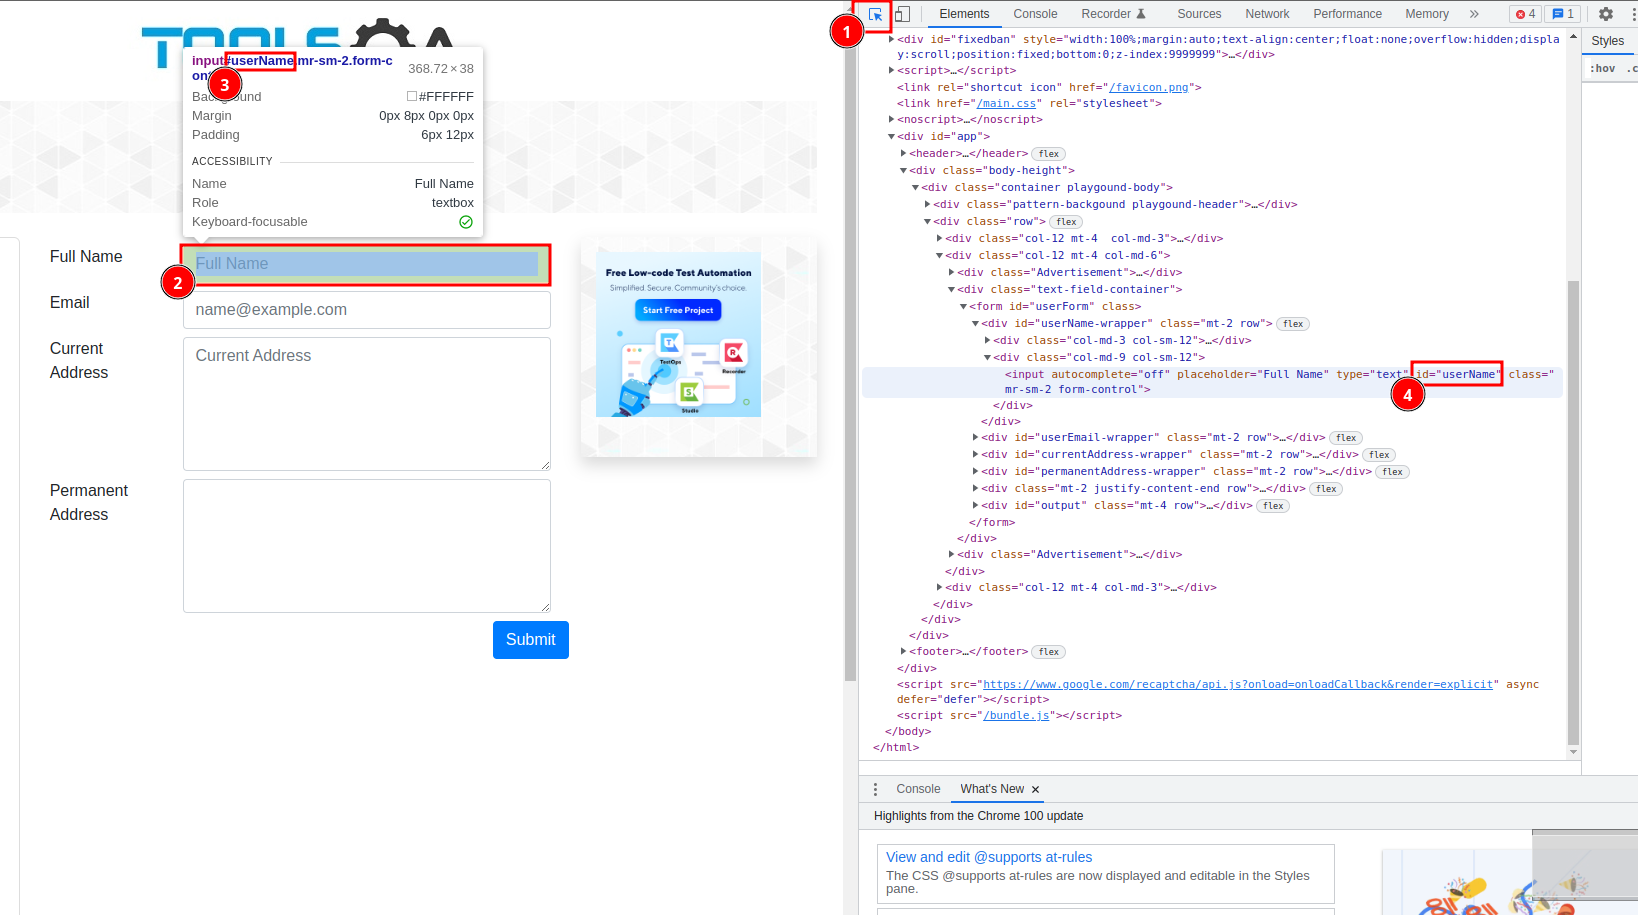 TOOLSQA
input#userName.mr-sm-2.form-c
368.72 × 38
Background
#FFFFFF
Margin
0px 8px 0px 0px
Padding
6px 12px
ACCESSIBILITY
Name
Full Name
Role
textbox
Keyboard-focusable
3
Full Name
Full Name
2
Email
name@example.com
Current
Address
Current Address
Permanent
Address
Submit
Free Low-code Test Automation
Simplified. Secure. Community's choice.
Start Free Project
TestOps
Recorder
Studio
1
Elements
Console
Recorder
Sources
Network
Performance
Memory
»
4
1
Styles
:hov
.c
<div id="fixedban" style="width:100%;margin:auto;text-align:center;float:none;overflow:hidden;displa
y:scroll;position:fixed;bottom:0;z-index:9999999">…</div>
<script>…</script>
<link rel="shortcut icon" href="/favicon.png">
<link href="/main.css" rel="stylesheet">
<noscript>…</noscript>
<div id="app">
<header>…</header> flex
<div class="body-height">
<div class="container playgound-body">
<div class="pattern-backgound playgound-header">…</div>
<div class="row"> flex
<div class="col-12 mt-4  col-md-3">…</div>
<div class="col-12 mt-4 col-md-6">
<div class="Advertisement">…</div>
<div class="text-field-container">
<form id="userForm" class>
<div id="userName-wrapper" class="mt-2 row"> flex
<div class="col-md-3 col-sm-12">…</div>
<div class="col-md-9 col-sm-12">
<input autocomplete="off" placeholder="Full Name" type="text" id="userName" class="
mr-sm-2 form-control">
4
</div>
</div>
<div id="userEmail-wrapper" class="mt-2 row">…</div> flex
<div id="currentAddress-wrapper" class="mt-2 row">…</div> flex
<div id="permanentAddress-wrapper" class="mt-2 row">…</div> flex
<div class="mt-2 justify-content-end row">…</div> flex
<div id="output" class="mt-4 row">…</div> flex
</form>
</div>
<div class="Advertisement">…</div>
</div>
<div class="col-12 mt-4 col-md-3">…</div>
</div>
</div>
</div>
<footer>…</footer> flex
</div>
<script src="https://www.google.com/recaptcha/api.js?onload=onloadCallback&render=explicit" async
defer="defer"></script>
<script src="/bundle.js"></script>
</body>
</html>
Console
What's New ×
Highlights from the Chrome 100 update
View and edit @supports at-rules
The CSS @supports at-rules are now displayed and editable in the Styles
pane.